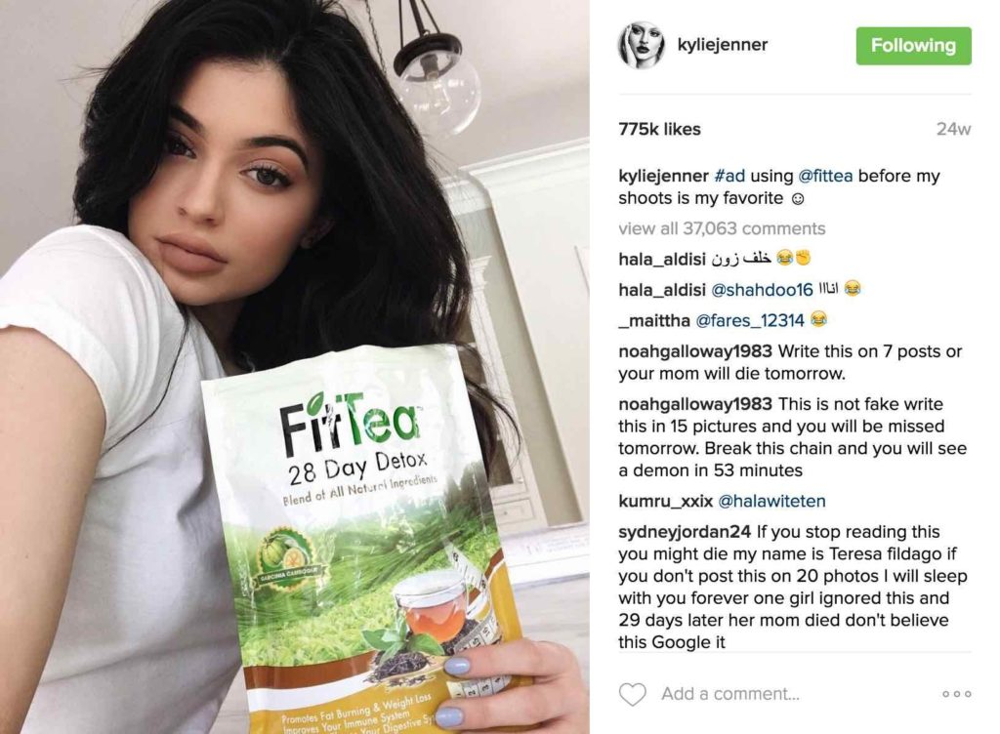 kyliejenner
Following
775k likes
24w
kyliejenner #ad using @fittea before my
shoots is my favorite ☺
view all 37,063 comments
hala_aldisi خلف زون 😂✊
hala_aldisi @shahdoo16 انااا 😂
_maittha @fares_12314 😂
noahgalloway1983 Write this on 7 posts or
your mom will die tomorrow.
noahgalloway1983 This is not fake write
this in 15 pictures and you will be missed
tomorrow. Break this chain and you will see
a demon in 53 minutes
kumru_xxix @halawiteten
sydneyjordan24 If you stop reading this
you might die my name is Teresa fildago if
you don't post this on 20 photos I will sleep
with you forever one girl ignored this and
29 days later her mom died don't believe
this Google it
Add a comment...
FitTea
28 Day Detox
Blend of All Natural Ingredients
GARCINIA CAMBOGIA
Promotes Fat Burning & Weight Loss
Improves Your Immune System
Your Digestive